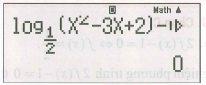 Math ▲
log₁⁄₂(X²-3X+2)-1▷
0